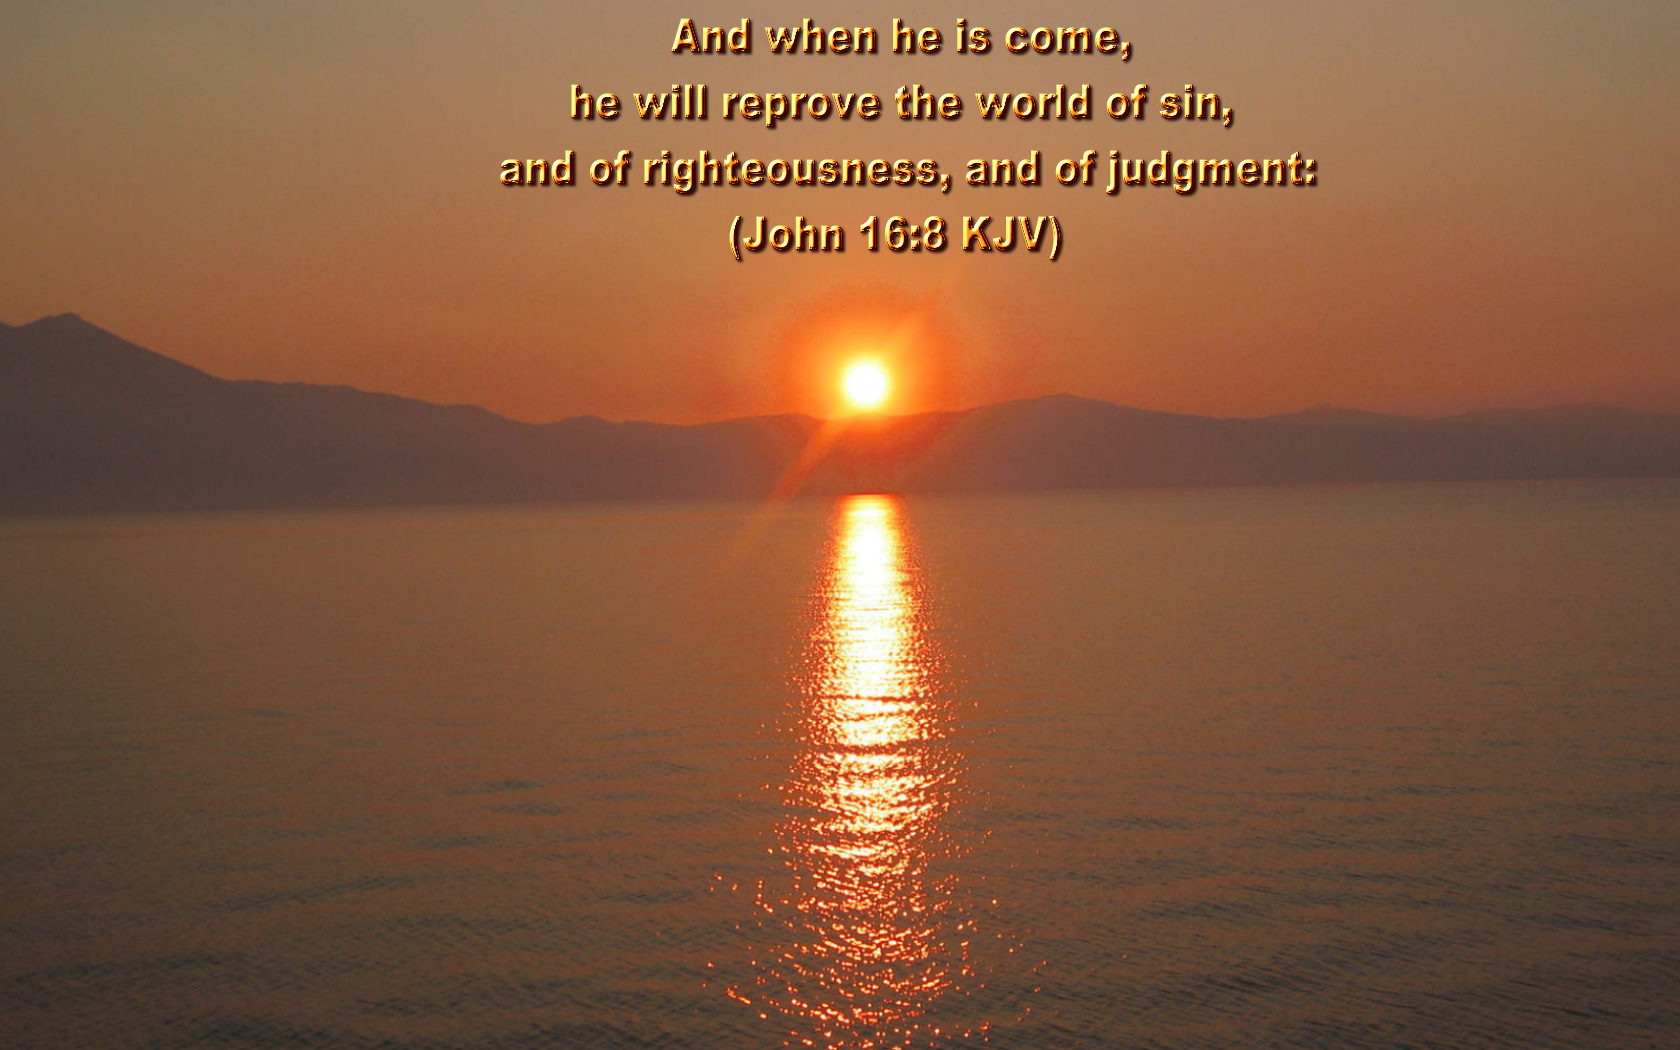 And when he is come,
he will reprove the world of sin,
and of righteousness, and of judgment:
(John 16:8 KJV)